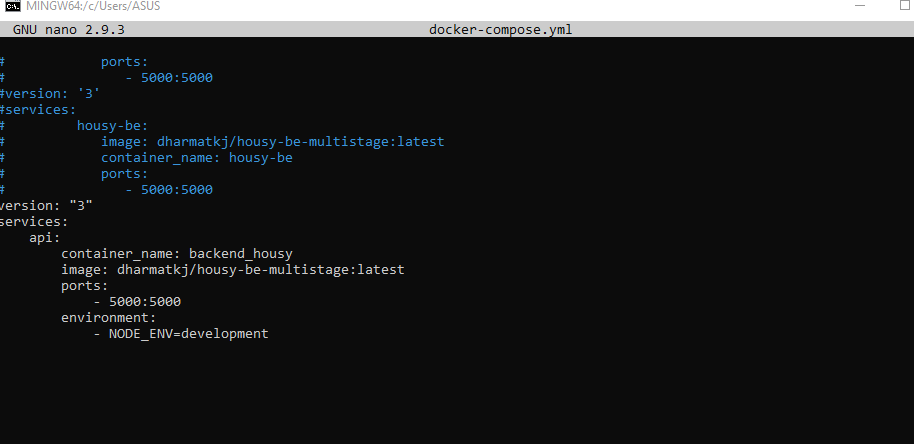 MINGW64:/c/Users/ASUS
GNU nano 2.9.3 docker-compose.yml
#            ports:
#               - 5000:5000
#version: '3'
#services:
#         housy-be:
#            image: dharmatkj/housy-be-multistage:latest
#            container_name: housy-be
#            ports:
#               - 5000:5000
version: "3"
services:
    api:
        container_name: backend_housy
        image: dharmatkj/housy-be-multistage:latest
        ports:
            - 5000:5000
        environment:
            - NODE_ENV=development